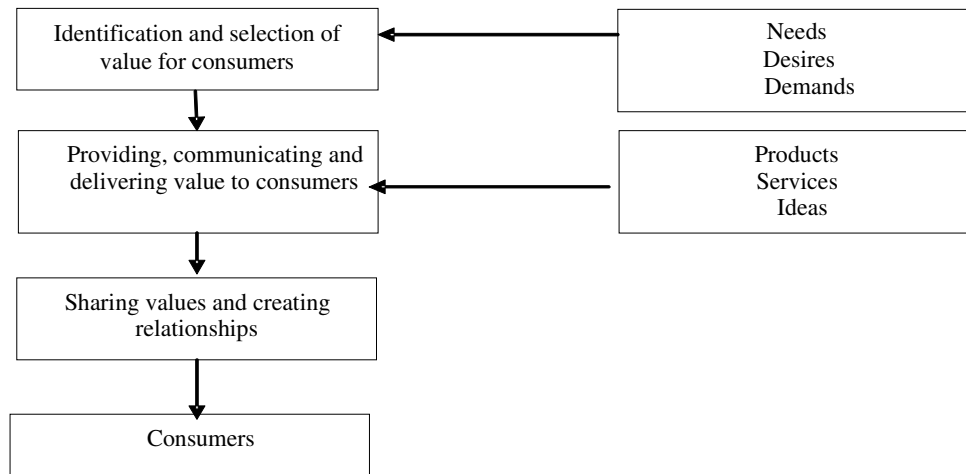 Identification and selection of
value for consumers
Needs
Desires
Demands
Providing, communicating and
delivering value to consumers
Products
Services
Ideas
Sharing values and creating
relationships
Consumers